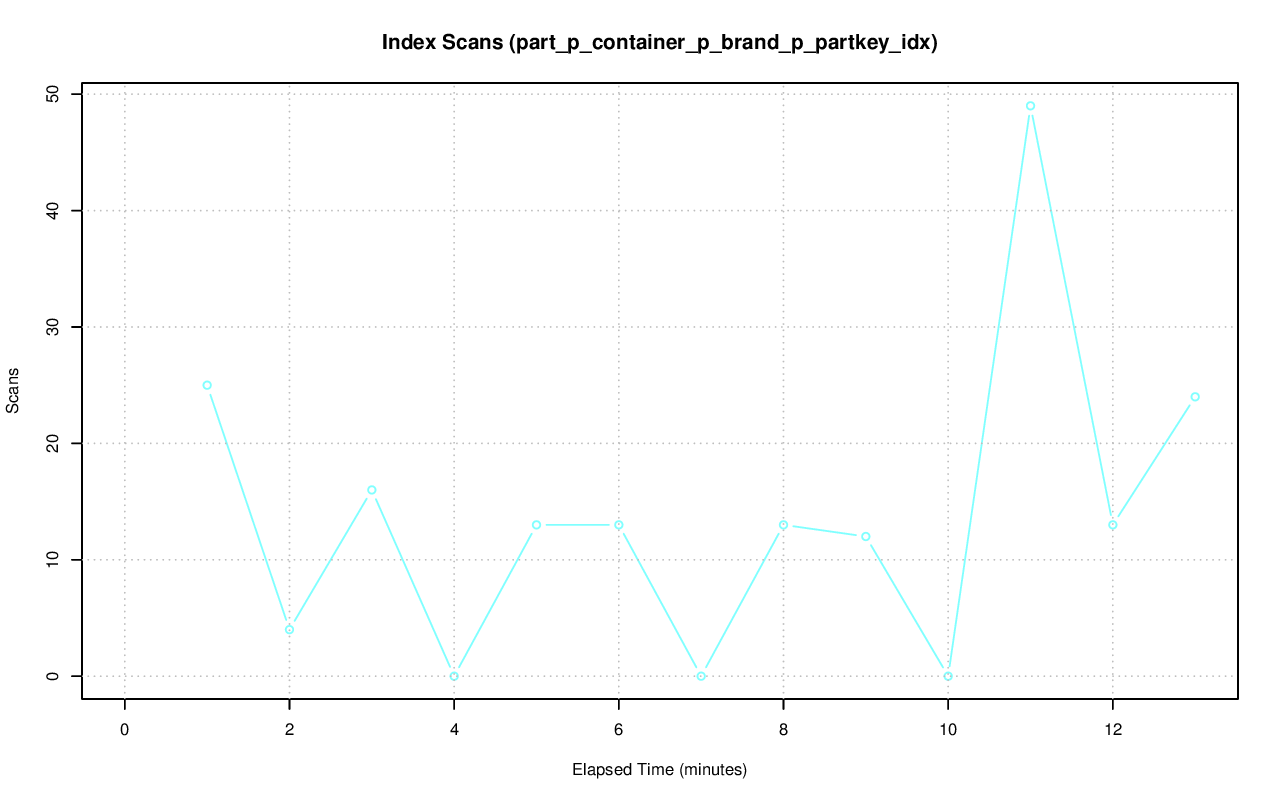 Index Scans (part_p_container_p_brand_p_partkey_idx)
50
40
30
20
10
0
Scans
0 2 4 6 8 10 12
Elapsed Time (minutes)